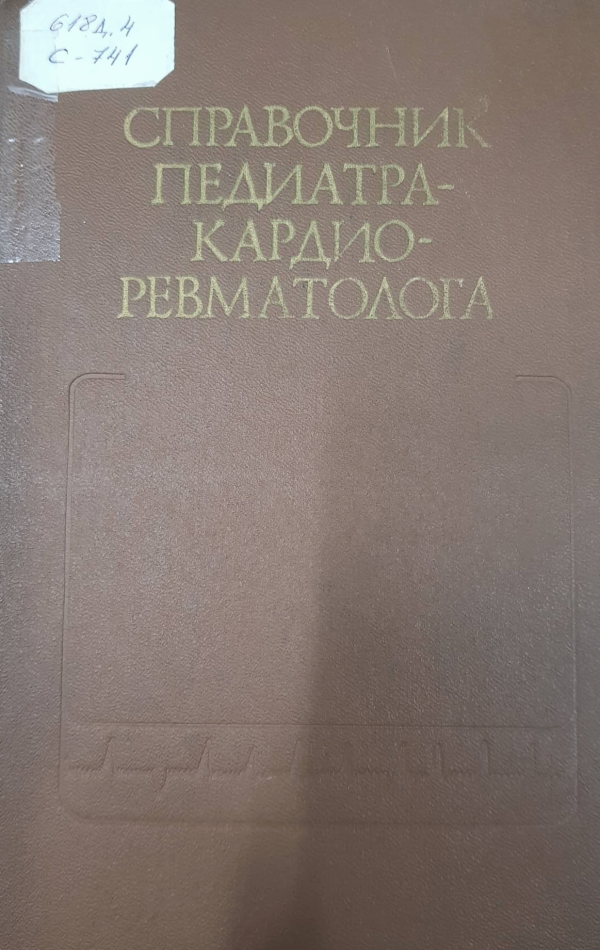 618Д.4
С-741
СПРАВОЧНИК
ПЕДИАТРА-
КАРДИО-
РЕВМАТОЛОГА